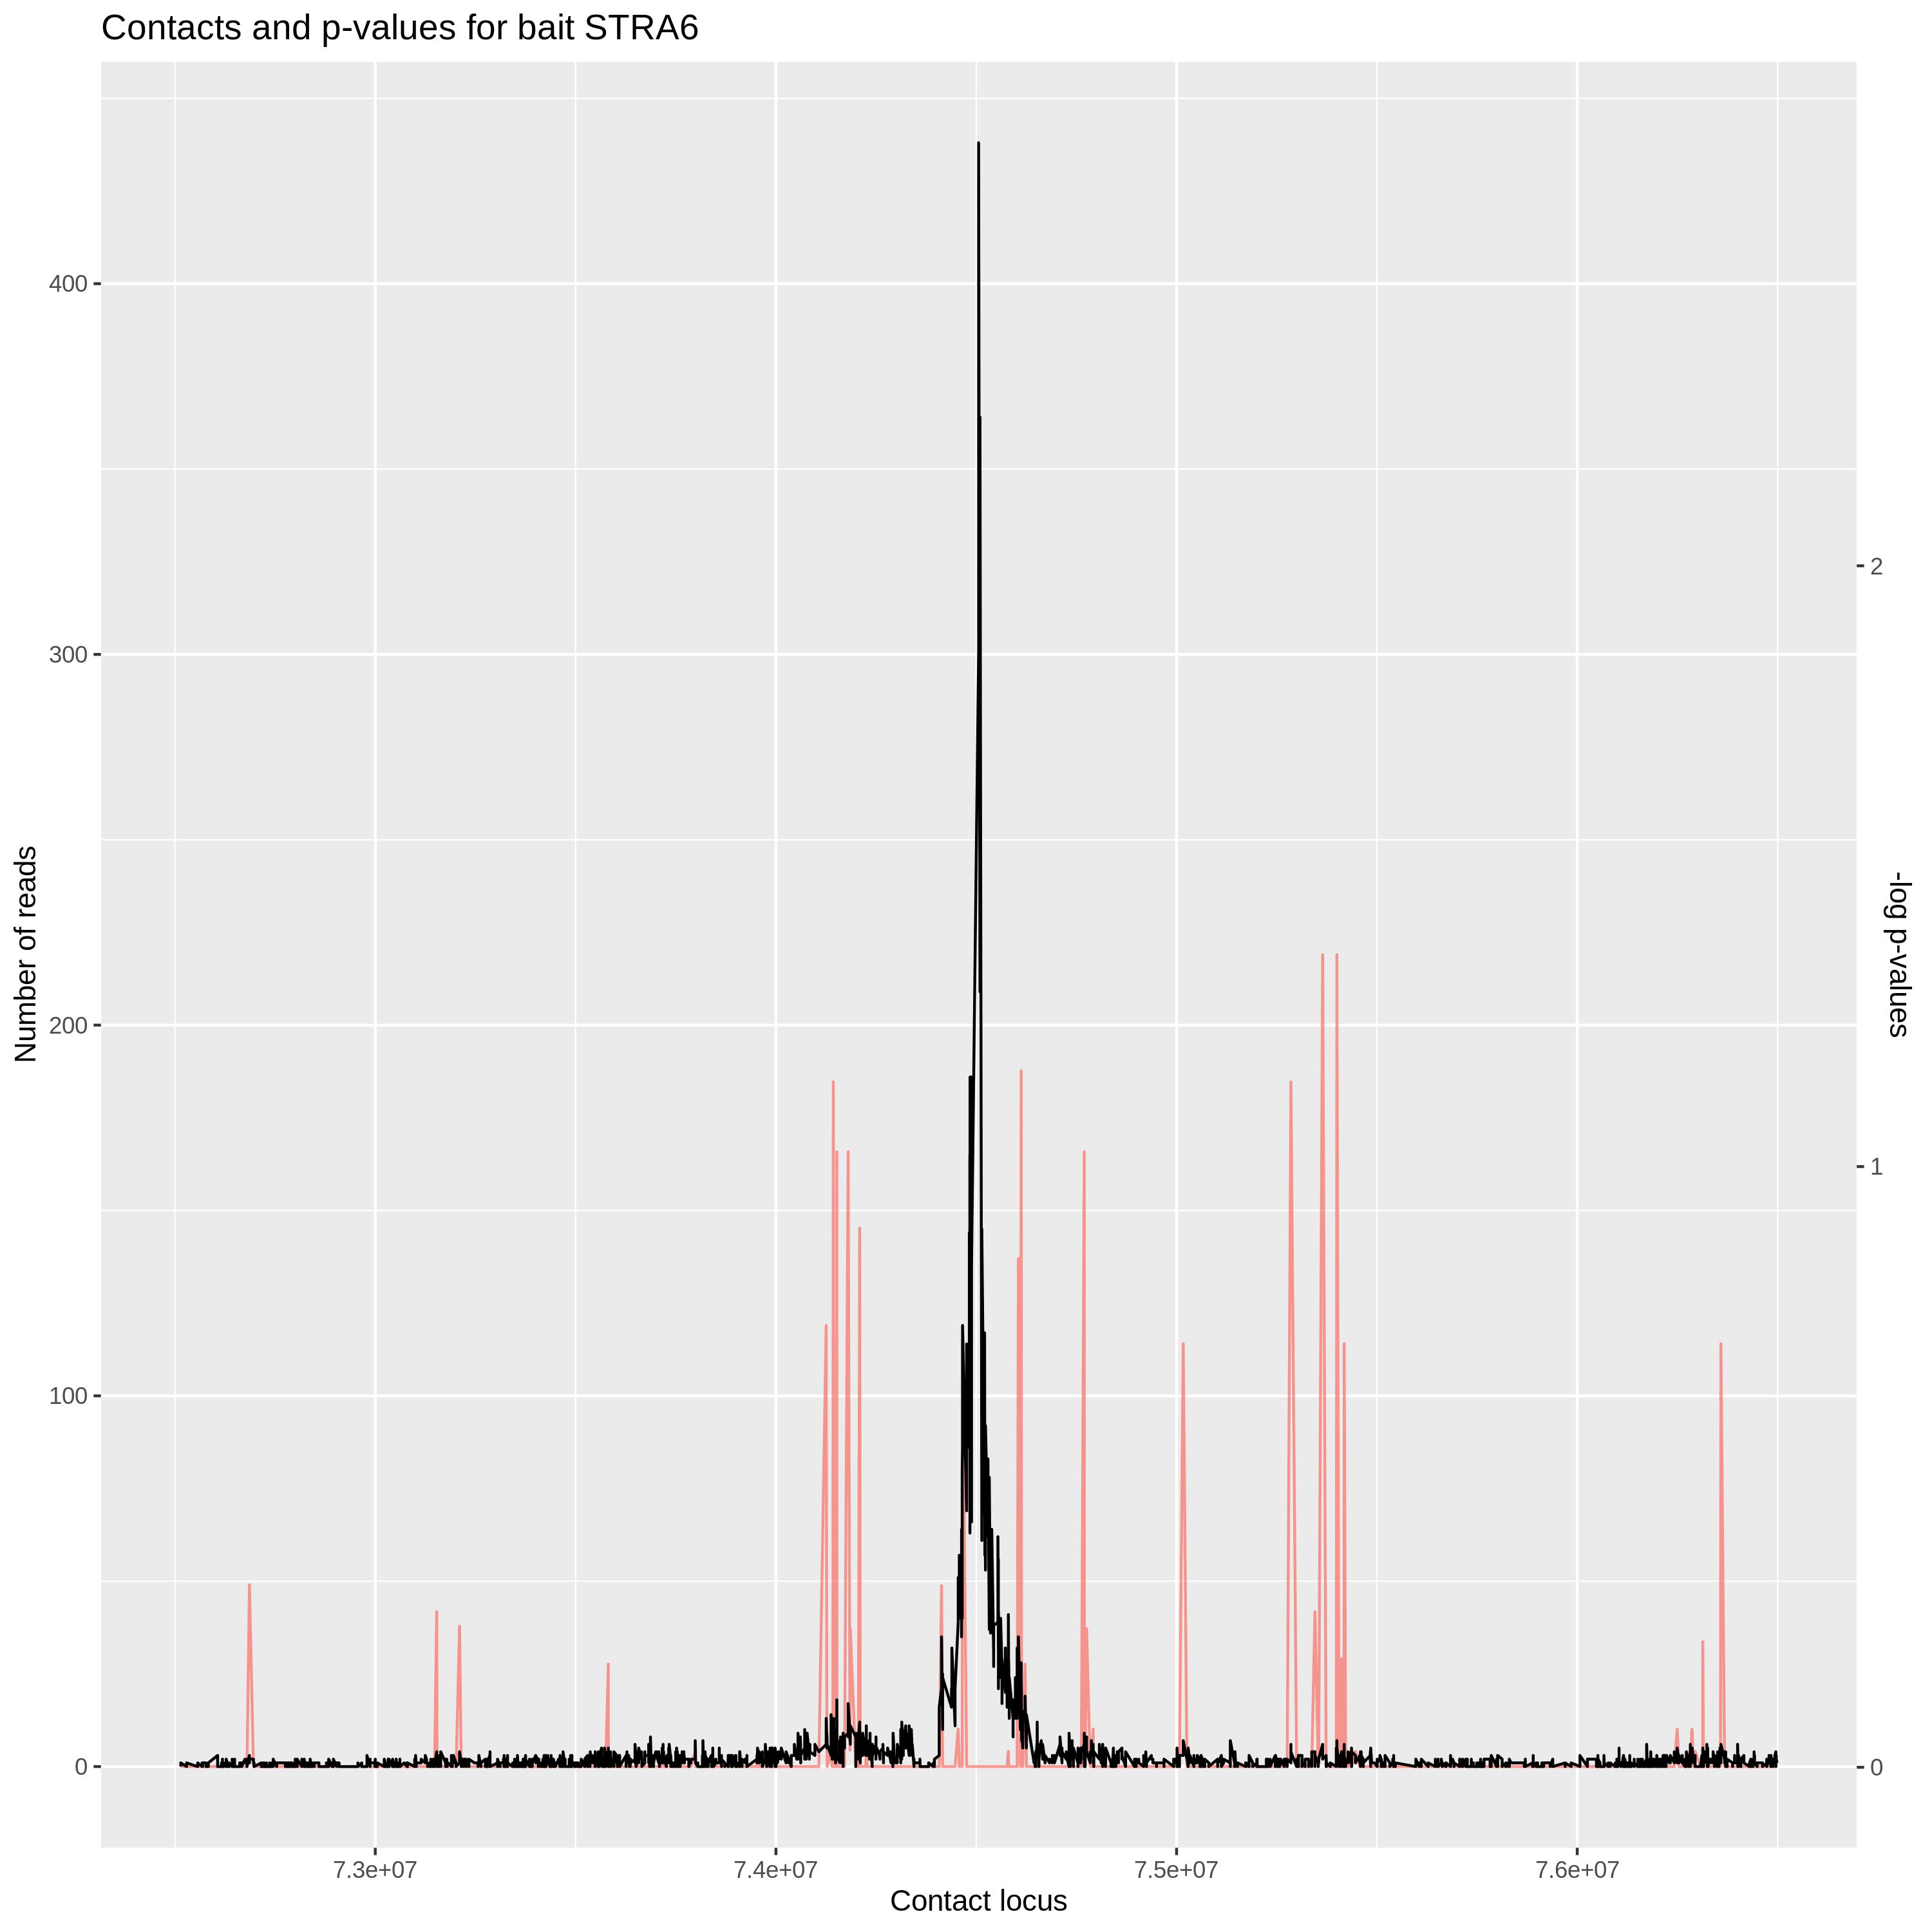 Contacts and p-values for bait STRA6
400
300
200
100
0
Number of reads
2
1
0
-log p-values
7.3e+07
7.4e+07
7.5e+07
7.6e+07
Contact locus